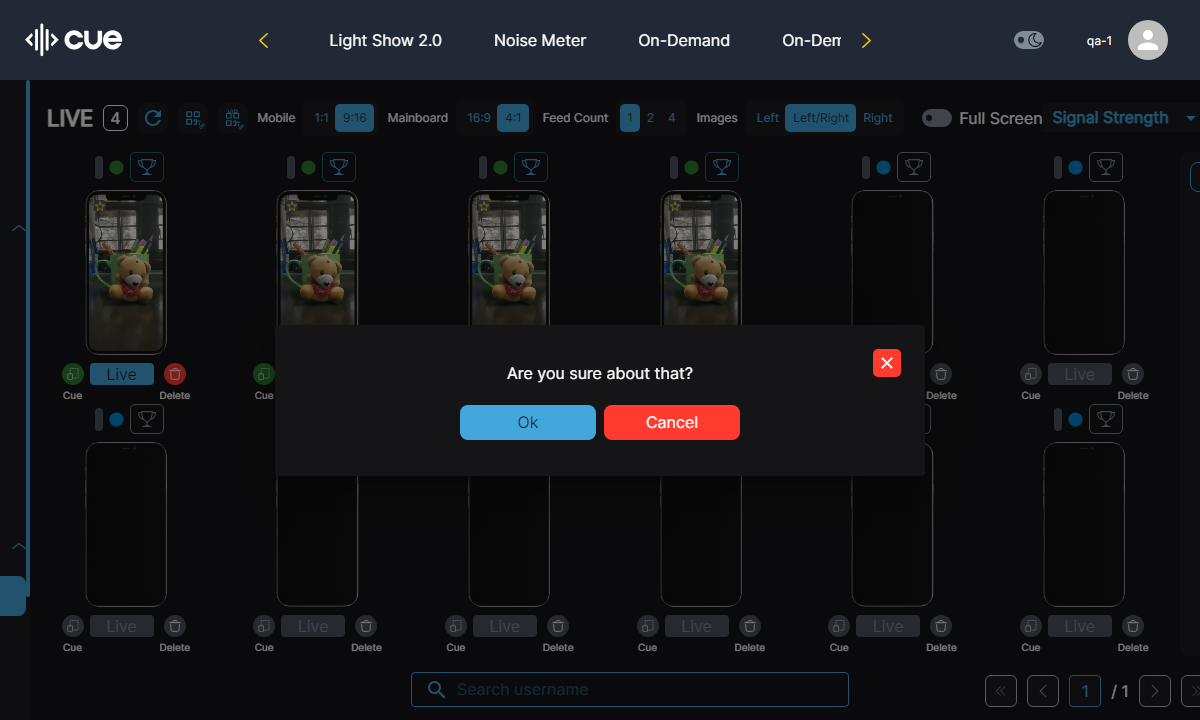 cue
Light Show 2.0
Noise Meter
On-Demand
On-Dem
qa-1
LIVE 4
Mobile 1:1 9:16
Mainboard 16:9 4:1
Feed Count 1 2 4
Images Left Left/Right Right
Full Screen
Signal Strength
Live
Live
Cue Delete
Cue
Delete
Cue Delete
Are you sure about that?
Ok Cancel
Live Live Live Live Live Live
Cue Delete Cue Delete Cue Delete Cue Delete Cue Delete Cue Delete
Search username
1 / 1